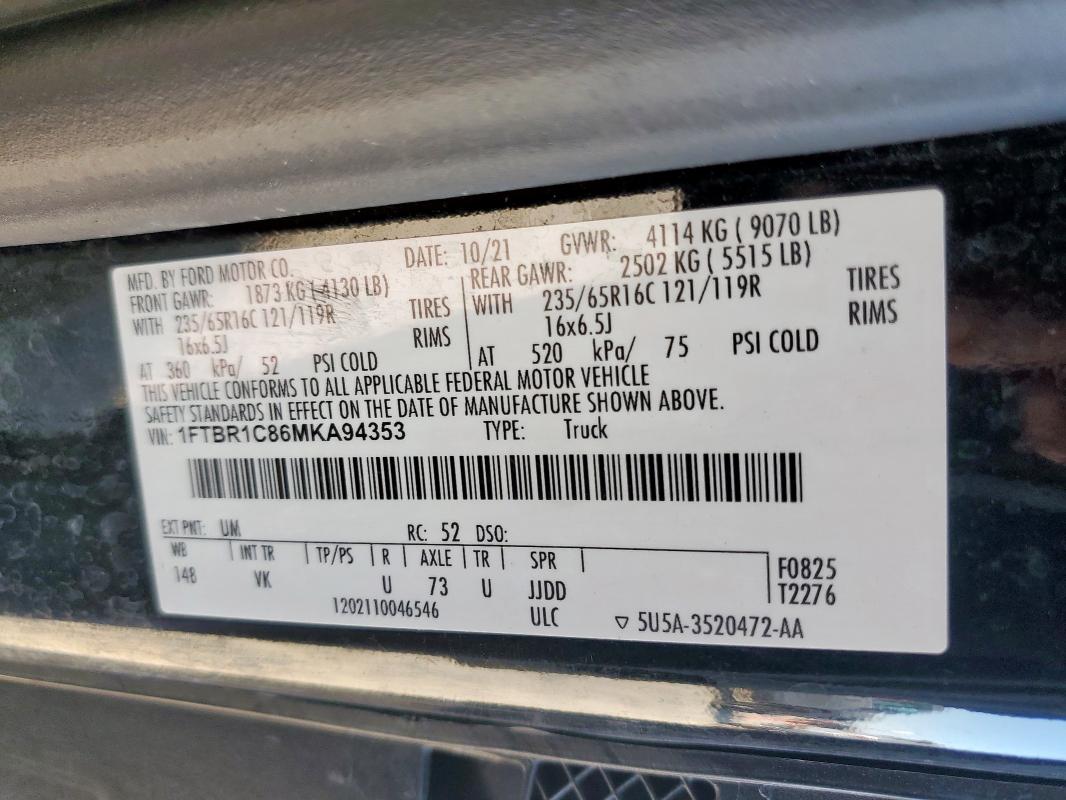 MFD. BY FORD MOTOR CO. DATE: 10/21 GVWR: 4114 KG ( 9070 LB)
FRONT GAWR: 1873 KG ( 4130 LB) REAR GAWR: 2502 KG ( 5515 LB)
WITH 235/65R16C 121/119R TIRES WITH 235/65R16C 121/119R TIRES
16x6.5J RIMS 16x6.5J RIMS
AT 360 kPa/ 52 PSI COLD AT 520 kPa/ 75 PSI COLD
THIS VEHICLE CONFORMS TO ALL APPLICABLE FEDERAL MOTOR VEHICLE
SAFETY STANDARDS IN EFFECT ON THE DATE OF MANUFACTURE SHOWN ABOVE.
VIN: 1FTBR1C86MKA94353 TYPE: Truck
EXT PNT: UM RC: 52 DSO:
WB INT TR TP/PS R AXLE TR SPR F0825
148 VK U 73 U JJDD T2276
1202110046546 ULC ▽ 5U5A-3520472-AA